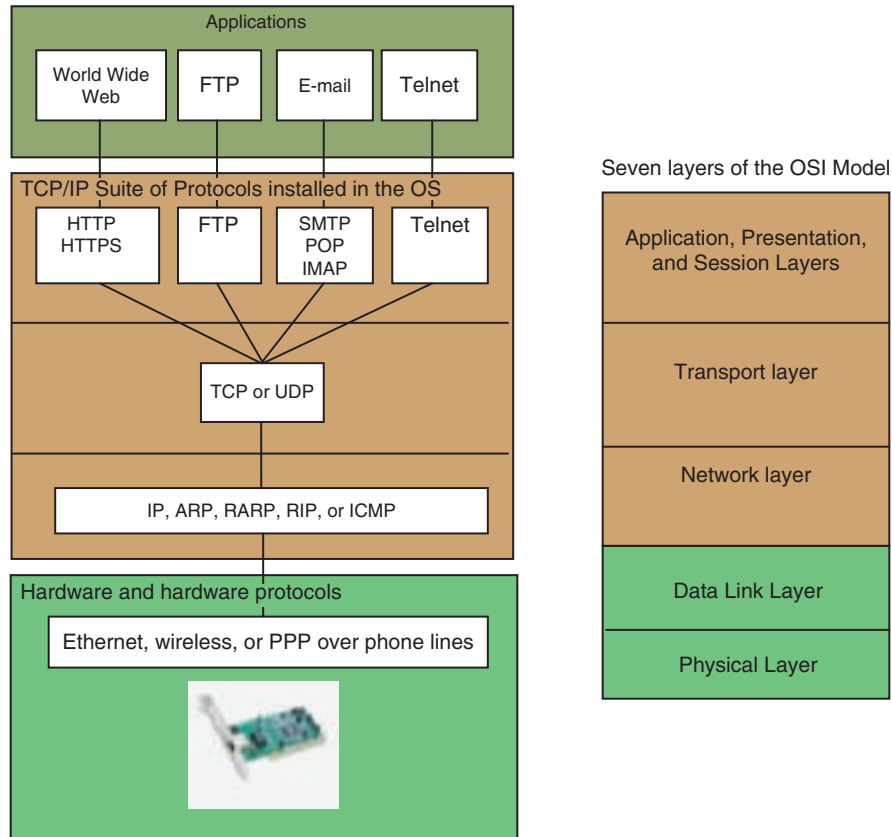 Applications
World Wide
Web
FTP
E-mail
Telnet
TCP/IP Suite of Protocols installed in the OS
HTTP
HTTPS
FTP
SMTP
POP
IMAP
Telnet
TCP or UDP
IP, ARP, RARP, RIP, or ICMP
Hardware and hardware protocols
Ethernet, wireless, or PPP over phone lines
Seven layers of the OSI Model
Application, Presentation,
and Session Layers
Transport layer
Network layer
Data Link Layer
Physical Layer